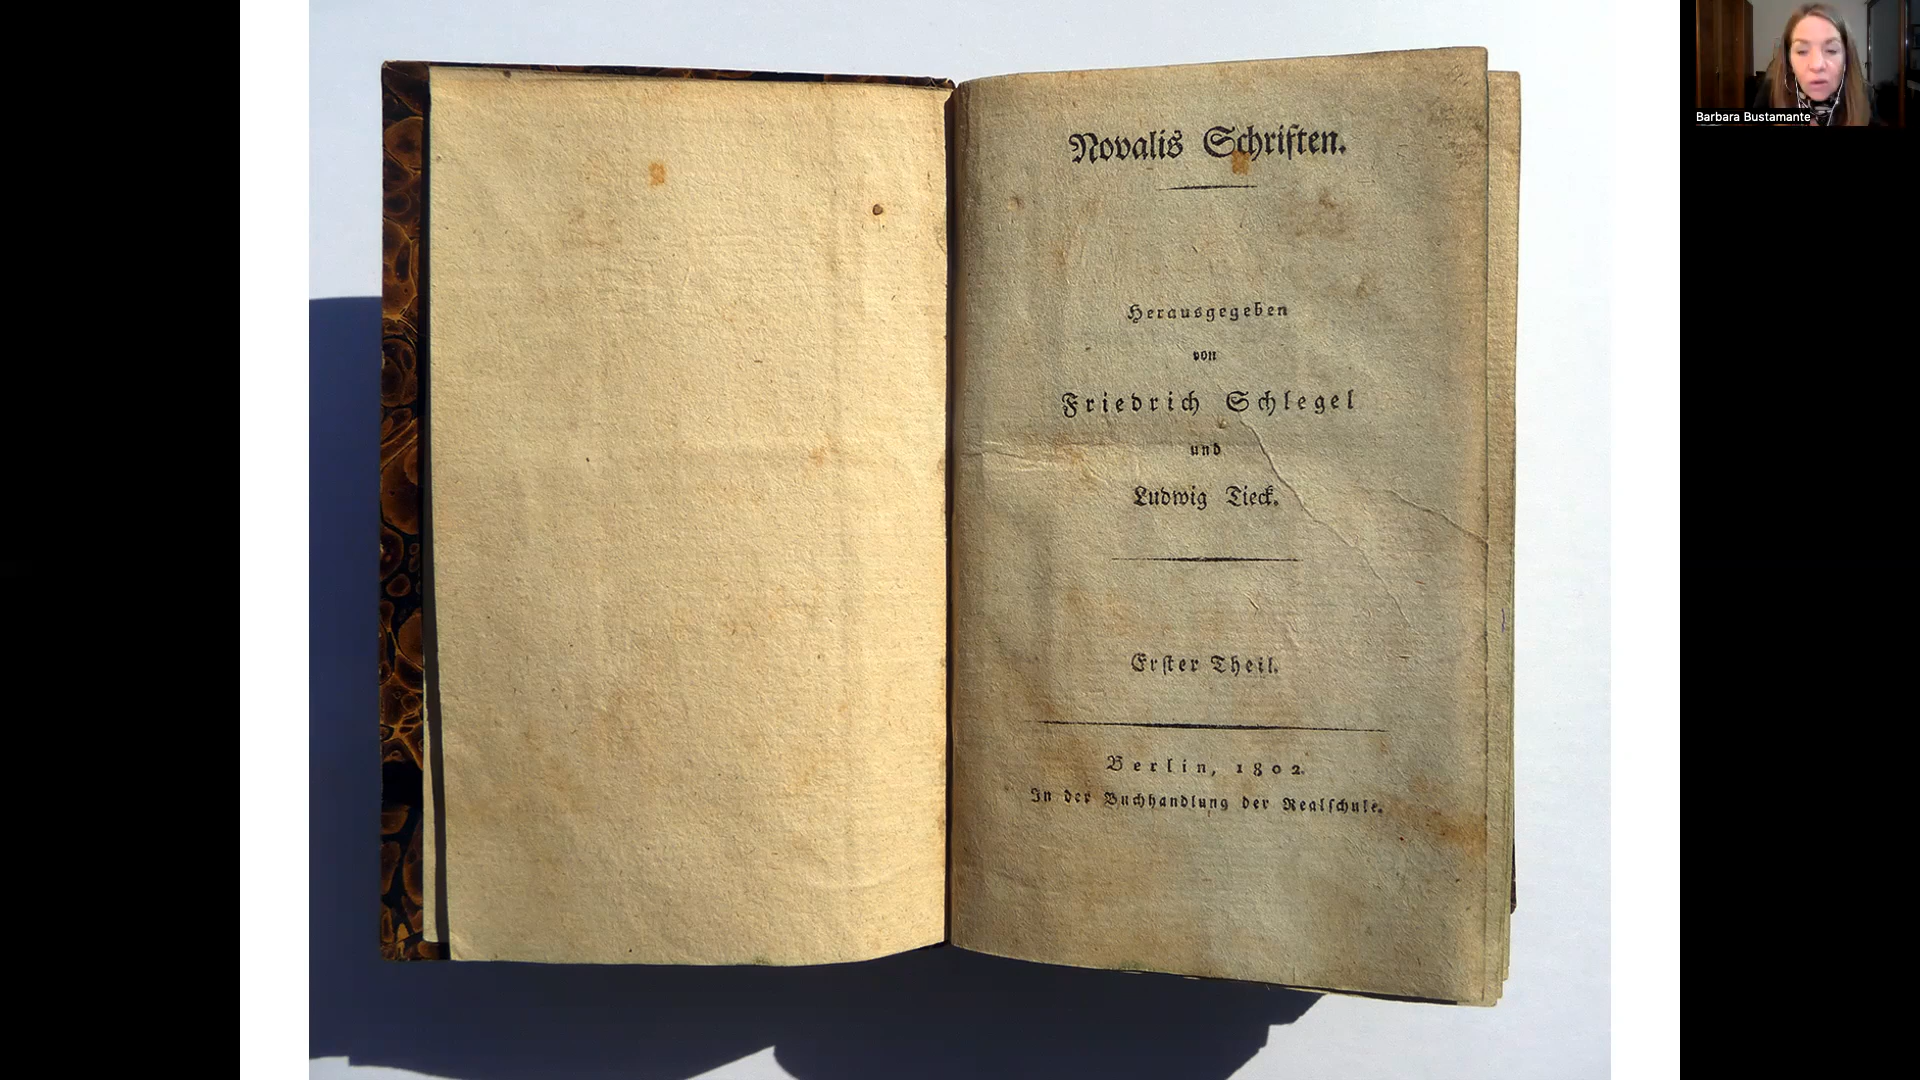 Novalis Schriften.
Herausgegeben
von
Friedrich Schlegel
und
Ludwig Tieck.
Erſter Theil.
Berlin, 1802.
In der Buchhandlung der Realſchule.
Barbara Bustamante